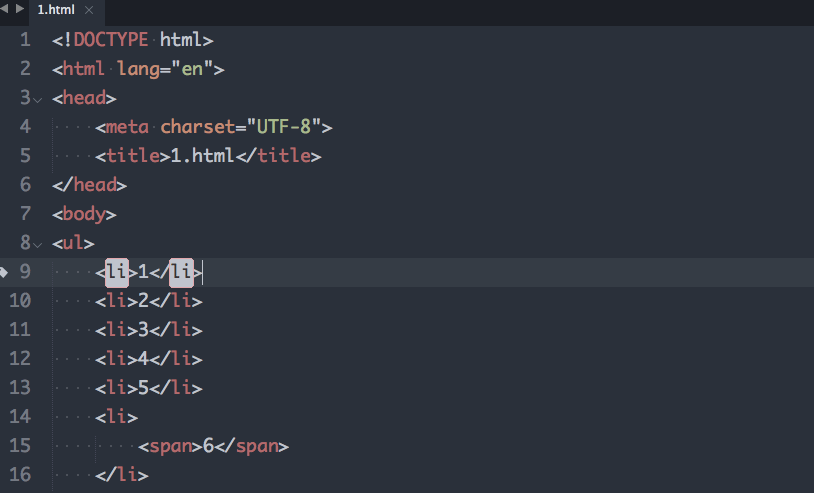 1.html
1 <!DOCTYPE html>
2 <html lang="en">
3 <head>
4 <meta charset="UTF-8">
5 <title>1.html</title>
6 </head>
7 <body>
8 <ul>
9 <li>1</li>
10 <li>2</li>
11 <li>3</li>
12 <li>4</li>
13 <li>5</li>
14 <li>
15 <span>6</span>
16 </li>